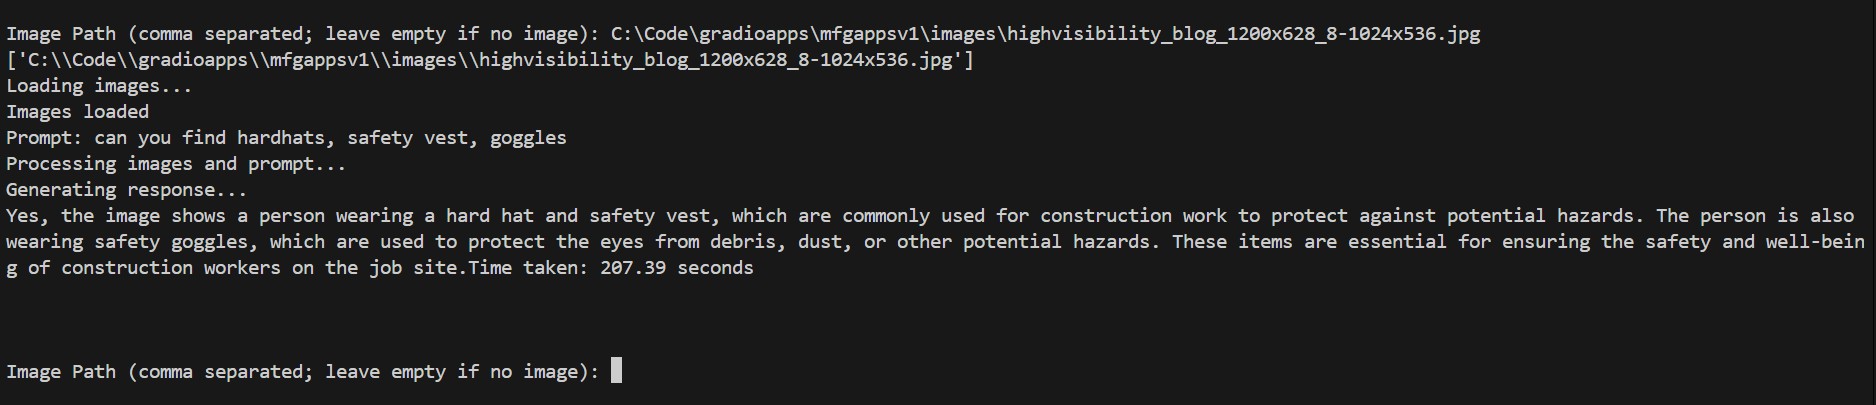 Image Path (comma separated; leave empty if no image): C:\Code\gradioapps\mfgappsv1\images\highvisibility_blog_1200x628_8-1024x536.jpg
['C:\\Code\\gradioapps\\mfgappsv1\\images\\highvisibility_blog_1200x628_8-1024x536.jpg']
Loading images...
Images loaded
Prompt: can you find hardhats, safety vest, goggles
Processing images and prompt...
Generating response...
Yes, the image shows a person wearing a hard hat and safety vest, which are commonly used for construction work to protect against potential hazards. The person is also
wearing safety goggles, which are used to protect the eyes from debris, dust, or other potential hazards. These items are essential for ensuring the safety and well-bein
g of construction workers on the job site.Time taken: 207.39 seconds
Image Path (comma separated; leave empty if no image):